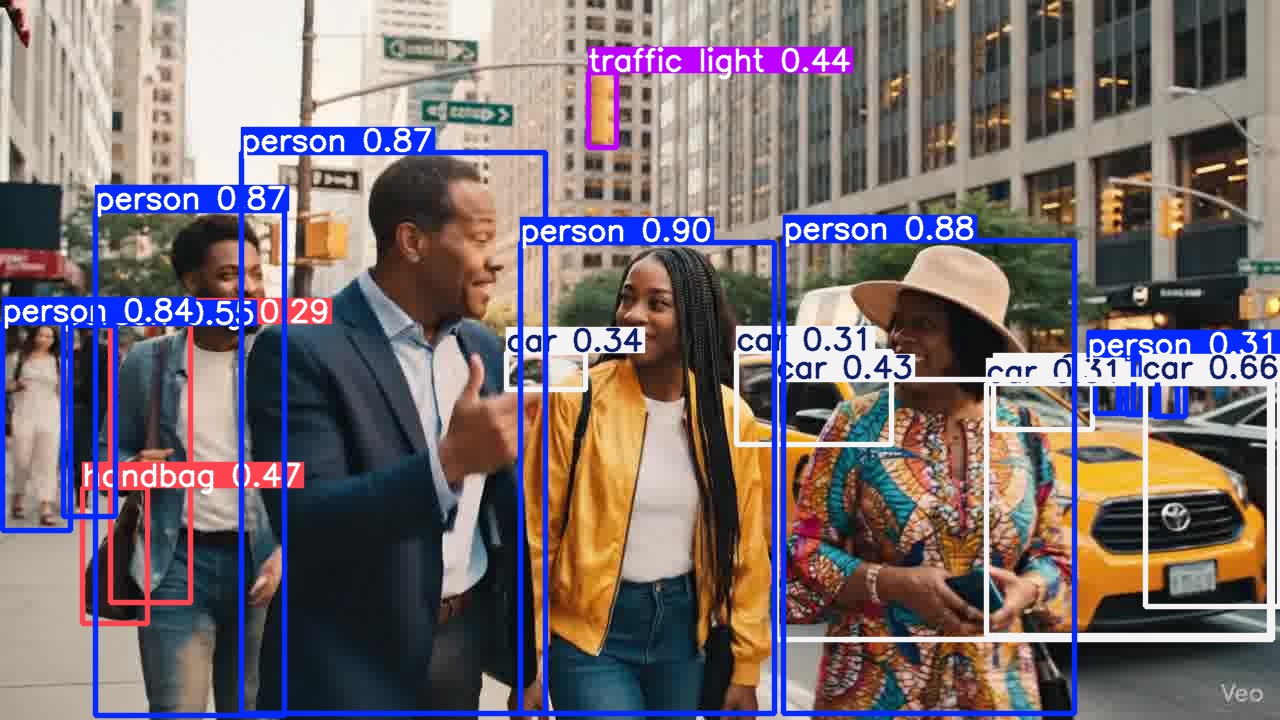 traffic light 0.44
person 0.87
person 0.87
person 0.90
person 0.88
person 0.84
0.29
car 0.34
car 0.31
person 0.31
car 0.43
car 0.31
car 0.66
handbag 0.47
Veo